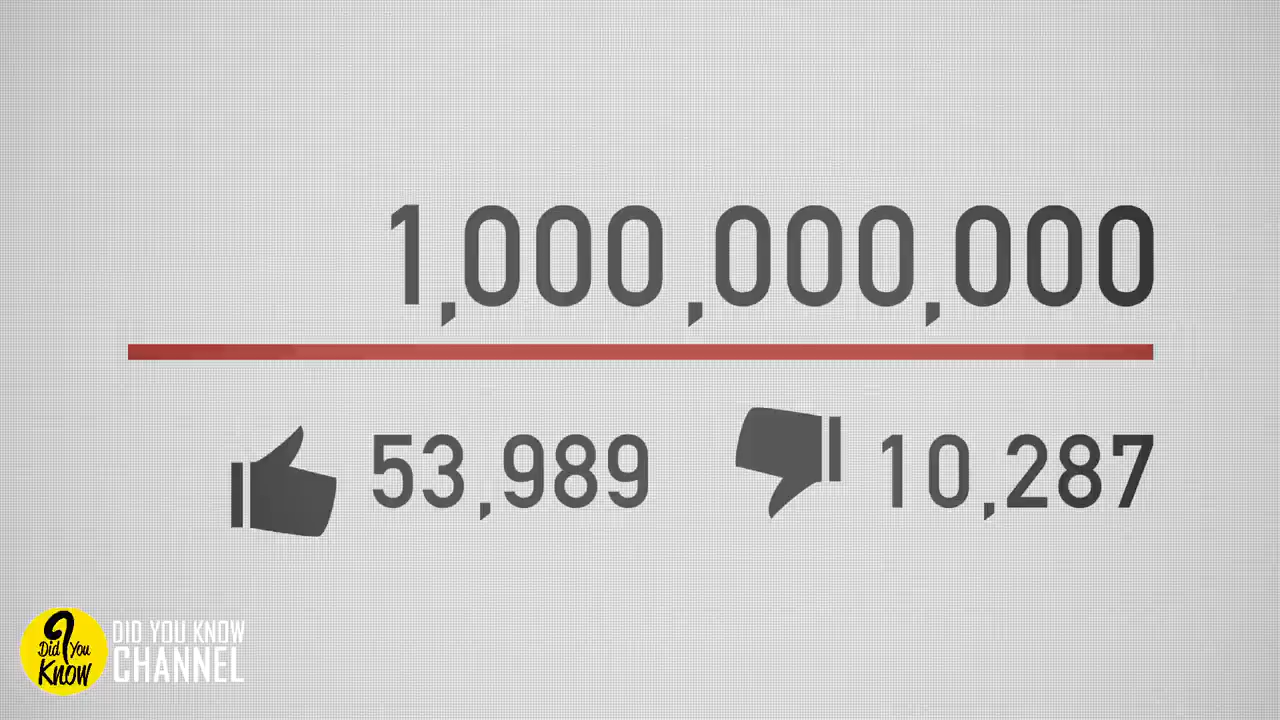 1,000,000,000
53,989
10,287
Did You
Know
DID YOU KNOW
CHANNEL